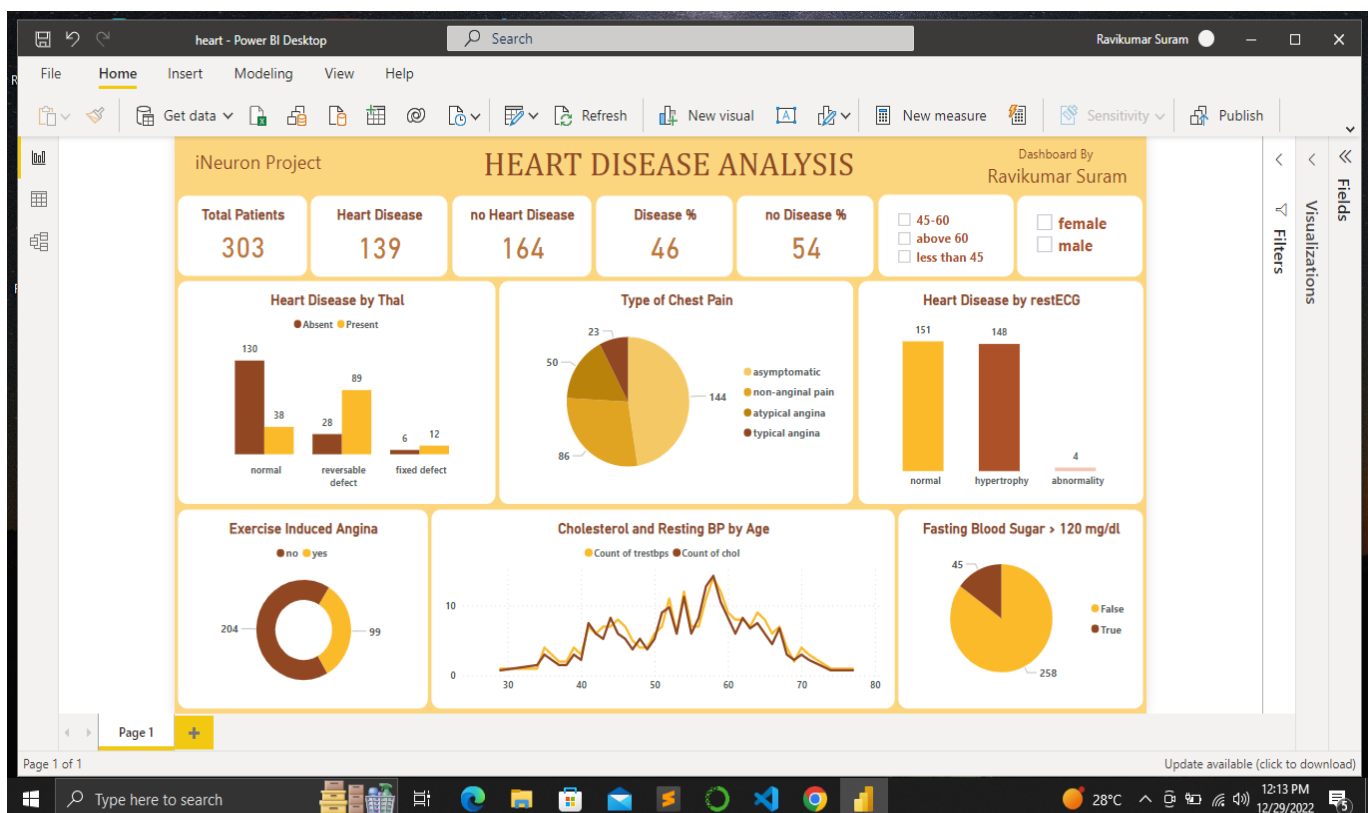 heart - Power BI Desktop
Search
Ravikumar Suram
File Home Insert Modeling View Help
Get data Refresh New visual New measure Sensitivity Publish
iNeuron Project
HEART DISEASE ANALYSIS
Dashboard By
Ravikumar Suram
Total Patients
303
Heart Disease
139
no Heart Disease
164
Disease %
46
no Disease %
54
45-60
above 60
less than 45
female
male
Heart Disease by Thal
Absent Present
130
38
28
89
6
12
normal
reversable
defect
fixed defect
Type of Chest Pain
23
50
144
86
asymptomatic
non-anginal pain
atypical angina
typical angina
Heart Disease by restECG
151
148
4
normal
hypertrophy
abnormality
Exercise Induced Angina
no yes
204
99
Cholesterol and Resting BP by Age
Count of trestbps Count of chol
10
0
30 40 50 60 70 80
Fasting Blood Sugar > 120 mg/dl
45
258
False
True
Filters
Visualizations
Fields
Page 1
Page 1 of 1
Update available (click to download)
Type here to search
28°C
12:13 PM
12/29/2022
5